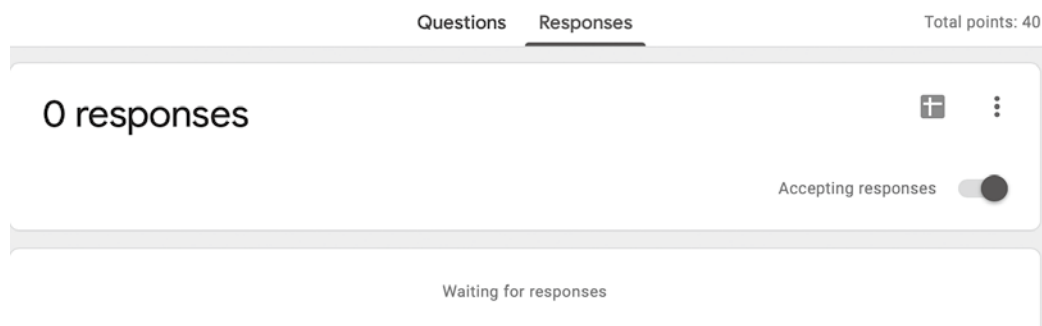 Questions Responses Total points: 40
0 responses
Accepting responses
Waiting for responses